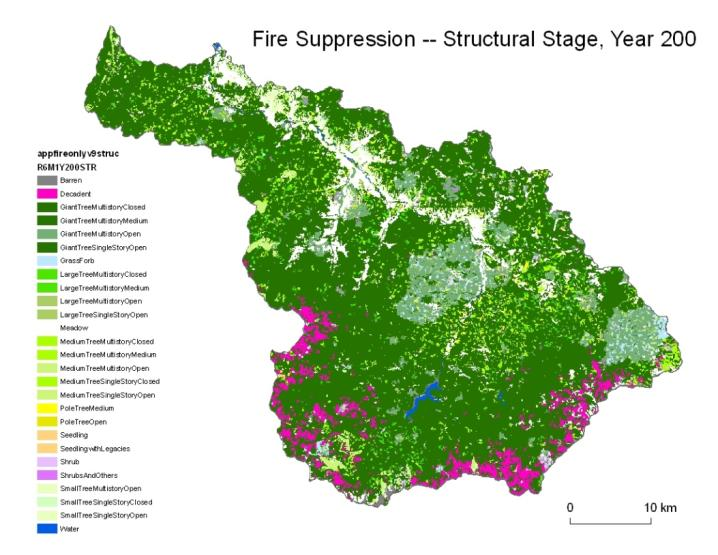 Fire Suppression -- Structural Stage, Year 200
appfireonlyv9struc
R6M1Y200STR
Barren
Decadent
GiantTreeMultistoryClosed
GiantTreeMultistoryMedium
GiantTreeMultistoryOpen
GiantTreeSingleStoryOpen
GrassForb
LargeTreeMultistoryClosed
LargeTreeMultistoryMedium
LargeTreeMultistoryOpen
LargeTreeSingleStoryOpen
Meadow
MediumTreeMultistoryClosed
MediumTreeMultistoryMedium
MediumTreeMultistoryOpen
MediumTreeSingleStoryClosed
MediumTreeSingleStoryOpen
PoleTreeMedium
PoleTreeOpen
Seedling
SeedlingwithLegacies
Shrub
ShrubsAndOthers
SmallTreeMultistoryOpen
SmallTreeSingleStoryClosed
SmallTreeSingleStoryOpen
Water
0 10 km